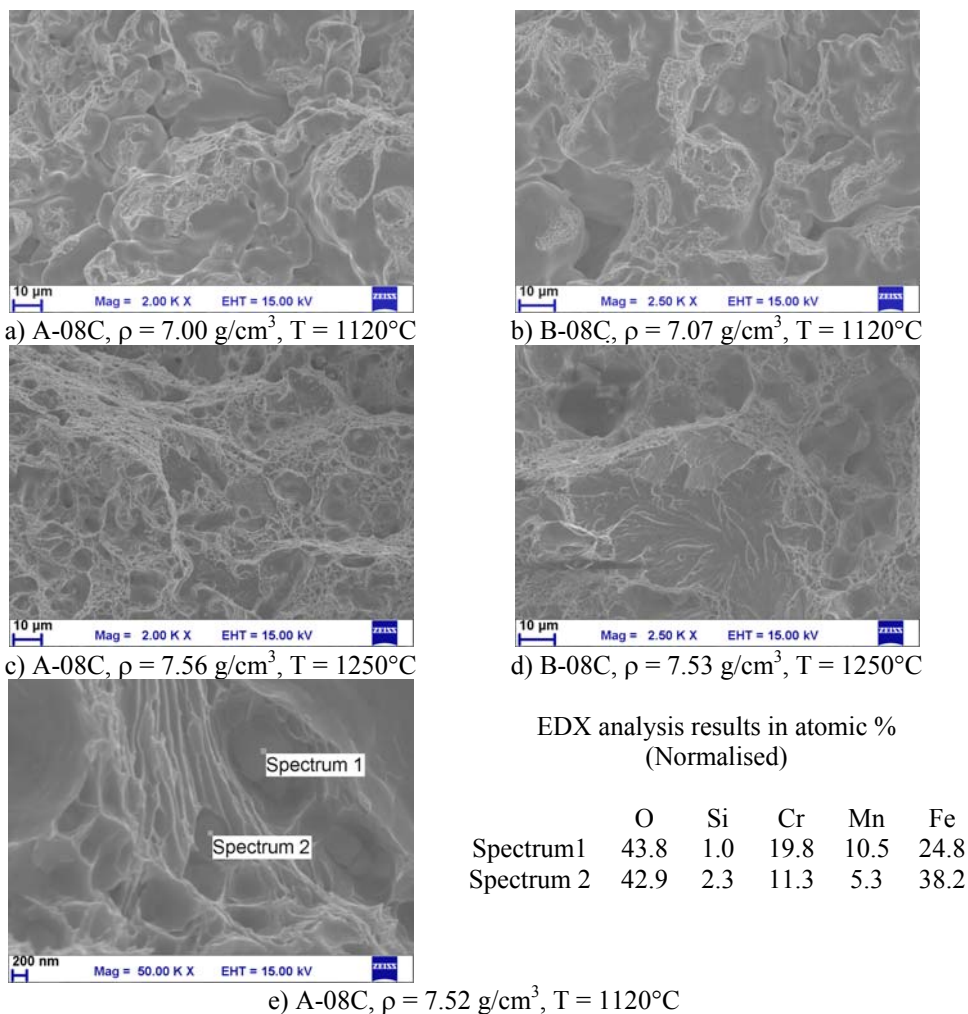 10 µm Mag = 2.00 K X EHT = 15.00 kV ZEISS
10 µm Mag = 2.50 K X EHT = 15.00 kV ZEISS
a) A-08C, ρ = 7.00 g/cm³, T = 1120°C
b) B-08C, ρ = 7.07 g/cm³, T = 1120°C
10 µm Mag = 2.00 K X EHT = 15.00 kV ZEISS
10 µm Mag = 2.50 K X EHT = 15.00 kV ZEISS
c) A-08C, ρ = 7.56 g/cm³, T = 1250°C
d) B-08C, ρ = 7.53 g/cm³, T = 1250°C
Spectrum 1
Spectrum 2
200 nm Mag = 50.00 K X EHT = 15.00 kV ZEISS
EDX analysis results in atomic %
(Normalised)
O Si Cr Mn Fe
Spectrum1 43.8 1.0 19.8 10.5 24.8
Spectrum 2 42.9 2.3 11.3 5.3 38.2
e) A-08C, ρ = 7.52 g/cm³, T = 1120°C